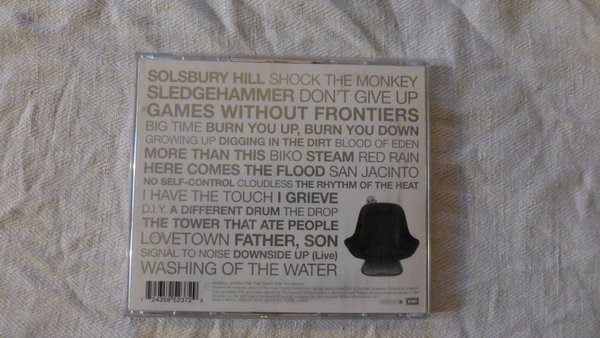 SOLSBURY HILL SHOCK THE MONKEY
SLEDGEHAMMER DON'T GIVE UP
GAMES WITHOUT FRONTIERS
BIG TIME BURN YOU UP, BURN YOU DOWN
GROWING UP DIGGING IN THE DIRT BLOOD OF EDEN
MORE THAN THIS BIKO STEAM RED RAIN
HERE COMES THE FLOOD SAN JACINTO
NO SELF-CONTROL CLOUDLESS THE RHYTHM OF THE HEAT
I HAVE THE TOUCH I GRIEVE
D.I.Y. A DIFFERENT DRUM THE DROP
THE TOWER THAT ATE PEOPLE
LOVETOWN FATHER, SON
SIGNAL TO NOISE DOWNSIDE UP (Live)
WASHING OF THE WATER
EMI